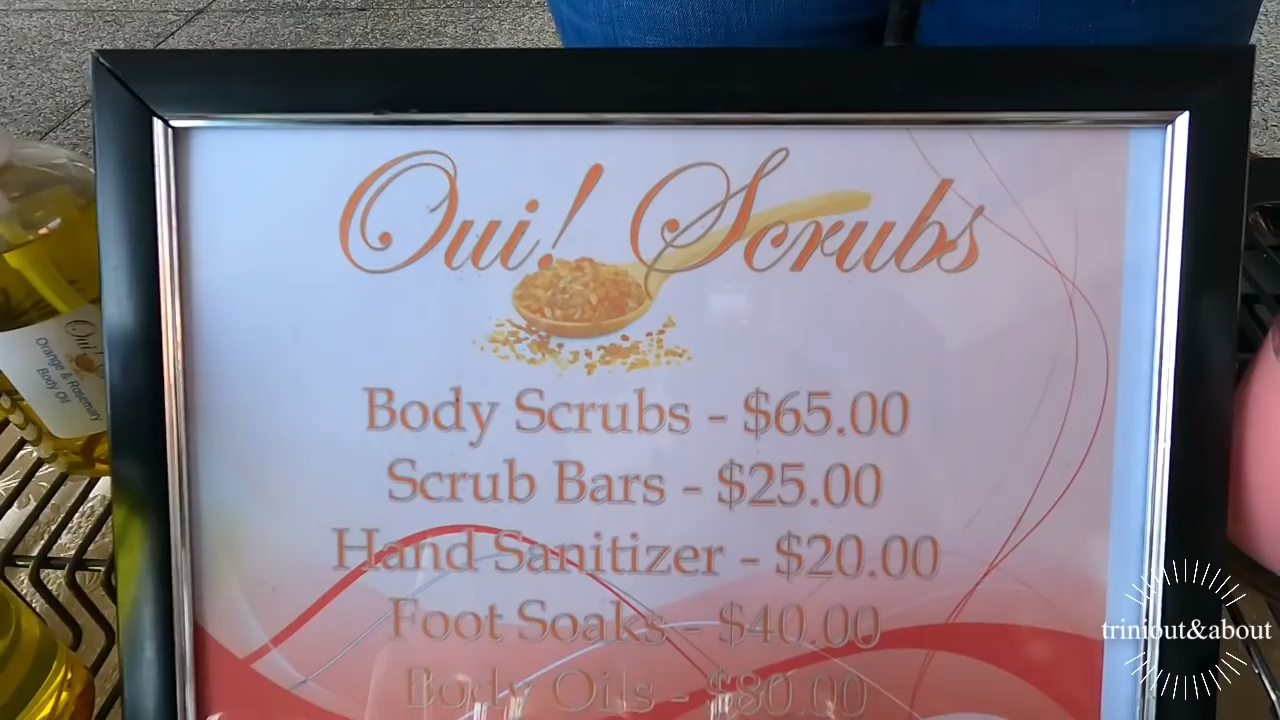 Oui! Scrubs
Body Scrubs - $65.00
Scrub Bars - $25.00
Hand Sanitizer - $20.00
Foot Soaks - $40.00
Body Oils - $80.00
Oui!
Orange & Rosemary
Body Oil
triniout&about